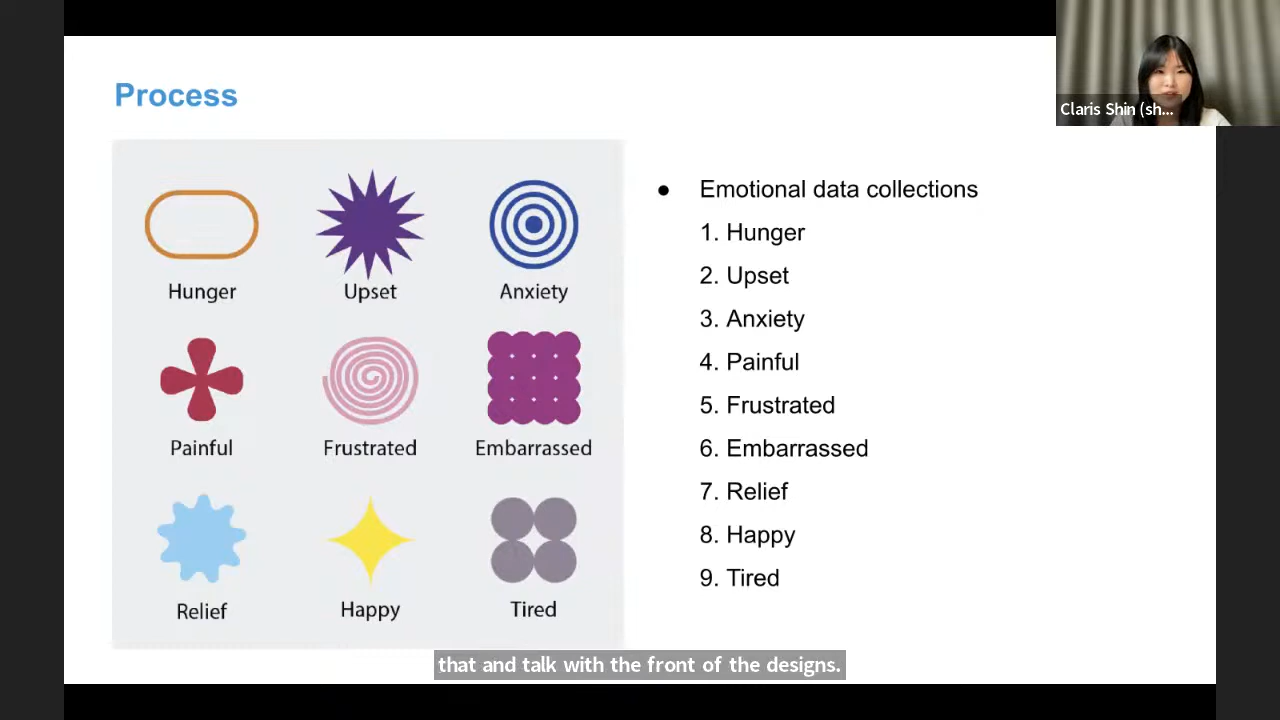 Process
Claris Shin (sh...
Hunger
Upset
Anxiety
Painful
Frustrated
Embarrassed
Relief
Happy
Tired
● Emotional data collections
1. Hunger
2. Upset
3. Anxiety
4. Painful
5. Frustrated
6. Embarrassed
7. Relief
8. Happy
9. Tired
that and talk with the front of the designs.